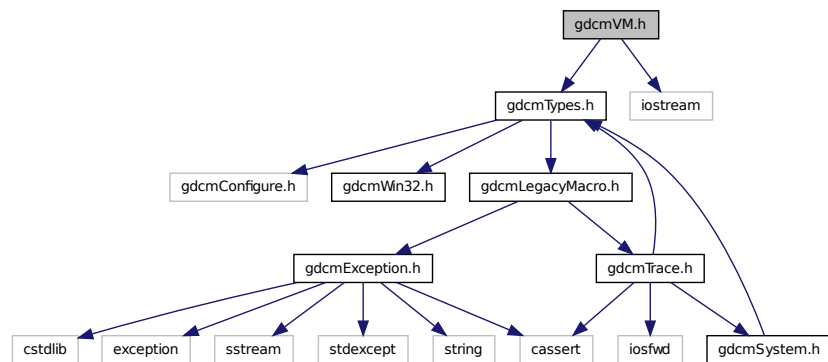 gdcmVM.h
gdcmTypes.h
iostream
gdcmConfigure.h
gdcmWin32.h
gdcmLegacyMacro.h
gdcmException.h
gdcmTrace.h
cstdlib
exception
sstream
stdexcept
string
cassert
iosfwd
gdcmSystem.h